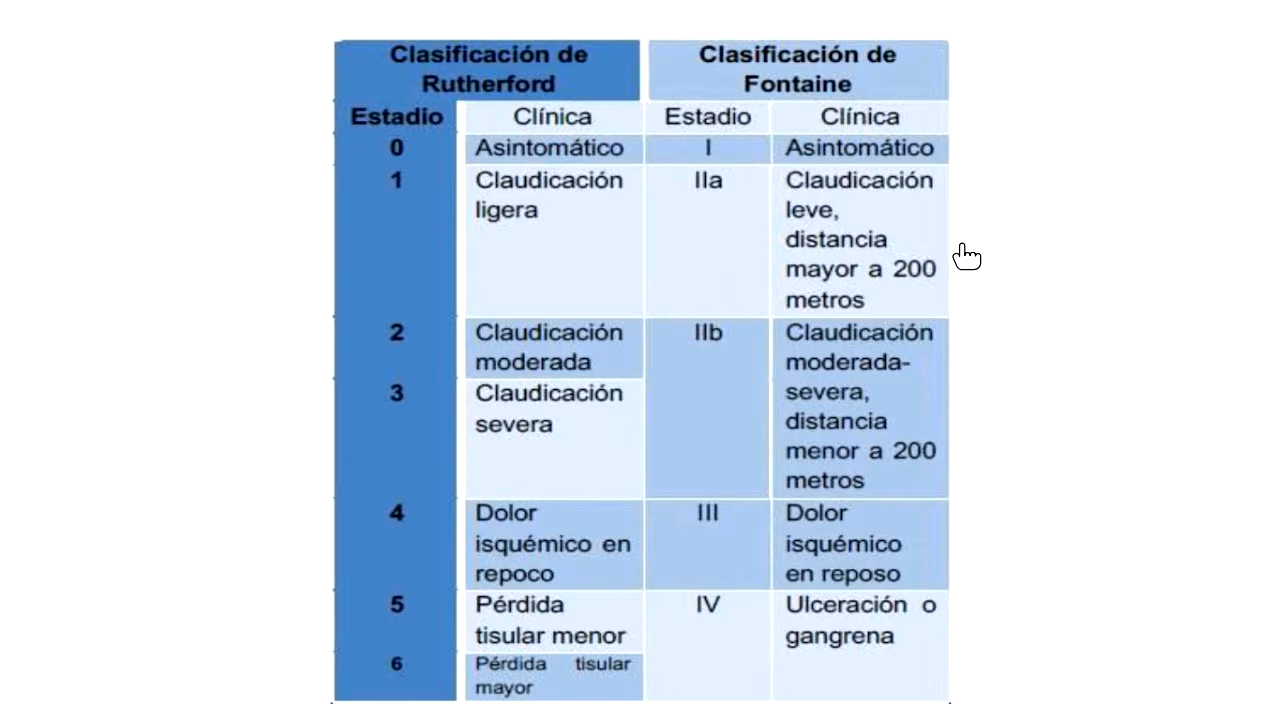 Clasificación de
Rutherford
Clasificación de
Fontaine
Estadio
Clínica
Estadio
Clínica
0
Asintomático
I
Asintomático
1
Claudicación
ligera
IIa
Claudicación
leve,
distancia
mayor a 200
metros
2
Claudicación
moderada
IIb
Claudicación
moderada-
severa,
distancia
menor a 200
metros
3
Claudicación
severa
4
Dolor
isquémico en
repoco
III
Dolor
isquémico
en reposo
5
Pérdida
tisular menor
IV
Ulceración o
gangrena
6
Pérdida tisular
mayor